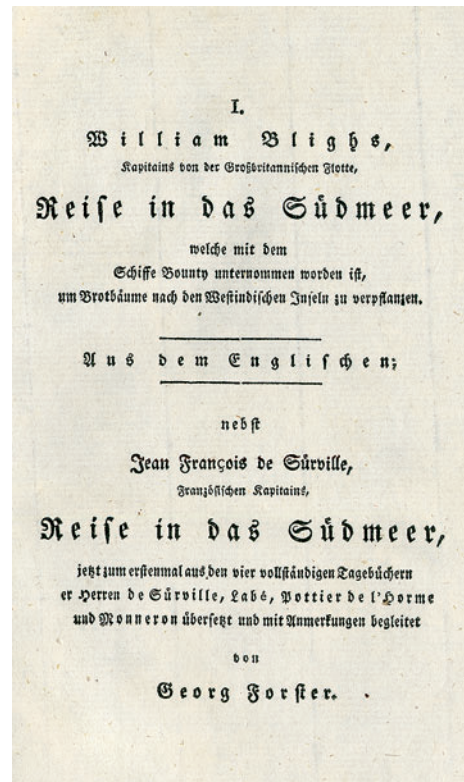 I.
William Blighs,
Kapitains von der Großbritannischen Flotte,
Reise in das Südmeer,
welche mit dem
Schiffe Bounty unternommen worden ist,
um Brotbäume nach den Westindischen Inseln zu verpflanzen.
Aus dem Englischen;
nebst
Jean François de Sürville,
Französischen Kapitains,
Reise in das Südmeer,
jetzt zum erstenmal aus den vier vollständigen Tagebüchern
er Herren de Sürville, Labé, Pottier de l'Horme
und Monneron übersetzt und mit Anmerkungen begleitet
von
Georg Forster.